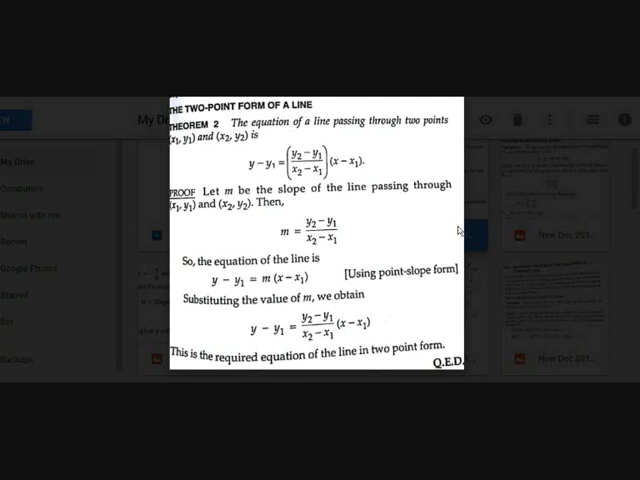 THE TWO-POINT FORM OF A LINE
THEOREM 2 The equation of a line passing through two points
(x₁, y₁) and (x₂, y₂) is
y − y₁ = ((y₂ − y₁)/(x₂ − x₁)) (x − x₁).
PROOF Let m be the slope of the line passing through
(x₁, y₁) and (x₂, y₂). Then,
m = (y₂ − y₁)/(x₂ − x₁)
So, the equation of the line is
y − y₁ = m (x − x₁) [Using point-slope form]
Substituting the value of m, we obtain
y − y₁ = (y₂ − y₁)/(x₂ − x₁) (x − x₁)
This is the required equation of the line in two point form.
Q.E.D.
My Dr
My Drive
Computers
Shared with me
Recent
Google Photos
Starred
Bin
Backups
New Doc 201...
New Doc 201...